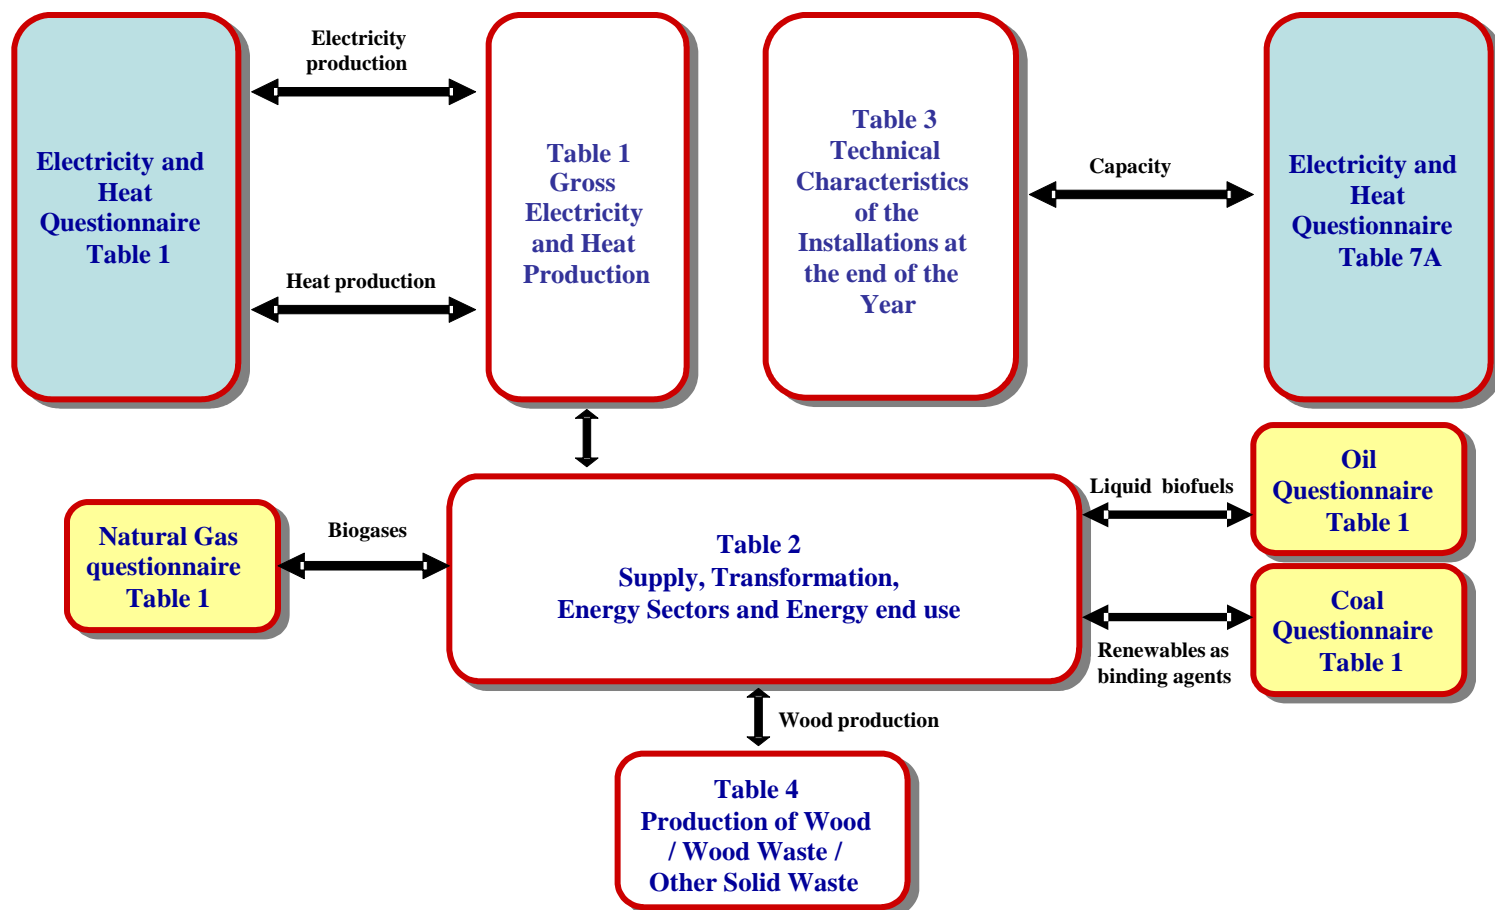 Electricity and
Heat
Questionnaire
Table 1
Electricity
production
Heat production
Table 1
Gross
Electricity
and Heat
Production
Table 3
Technical
Characteristics
of the
Installations at
the end of the
Year
Capacity
Electricity and
Heat
Questionnaire
Table 7A
Natural Gas
questionnaire
Table 1
Biogases
Table 2
Supply, Transformation,
Energy Sectors and Energy end use
Liquid biofuels
Oil
Questionnaire
Table 1
Renewables as
binding agents
Coal
Questionnaire
Table 1
Wood production
Table 4
Production of Wood
/ Wood Waste /
Other Solid Waste